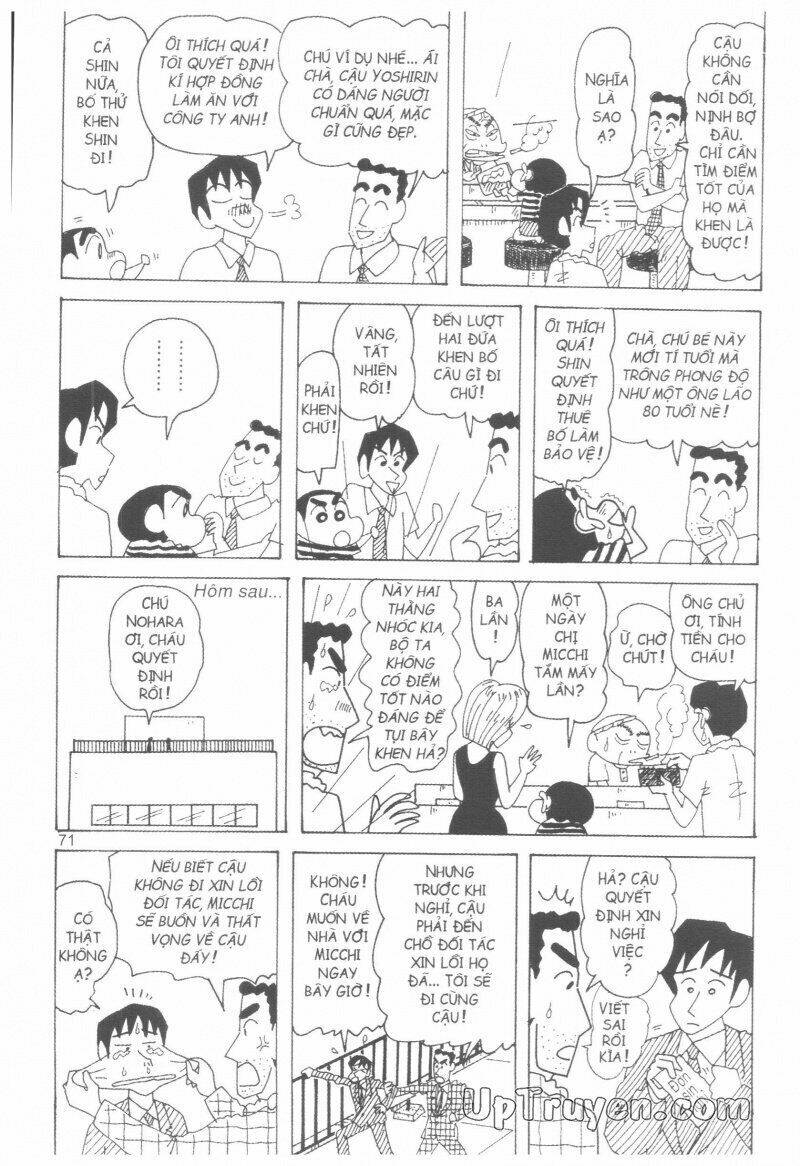 CẬU
KHÔNG
CẦN
NÓI DỐI,
NỊNH BỢ
ĐÂU.
CHỈ CẦN
TÌM ĐIỂM
TỐT CỦA
HỌ MÀ
KHEN LÀ
ĐƯỢC!
NGHĨA
LÀ
SAO
Ạ?
CHÚ VÍ DỤ NHÉ... ÁI
CHÀ, CẬU YOSHIRIN
CÓ DÁNG NGƯỜI
CHUẨN QUÁ, MẶC
GÌ CŨNG ĐẸP.
ÔI THÍCH QUÁ!
TÔI QUYẾT ĐỊNH
KÍ HỢP ĐỒNG
LÀM ĂN VỚI
CÔNG TY ANH!
CẢ
SHIN
NỮA,
BỐ THỬ
KHEN
SHIN
ĐI!
CHÀ, CHÚ BÉ NÀY
MỚI TÍ TUỔI MÀ
TRÔNG PHONG ĐỘ
NHƯ MỘT ÔNG LÃO
80 TUỔI NÈ!
ÔI THÍCH
QUÁ!
SHIN
QUYẾT
ĐỊNH
THUÊ
BỐ LÀM
BẢO VỆ!
ĐẾN LƯỢT
HAI ĐỨA
KHEN BỐ
CÂU GÌ ĐI
CHỨ!
VÂNG,
TẤT
NHIÊN
RỒI!
PHẢI
KHEN
CHỨ!
ÔNG CHỦ
ƠI, TÍNH
TIỀN CHO
CHÁU!
Ừ, CHỜ
CHÚT!
MỘT
NGÀY
CHỊ
MICCHI
TẮM MẤY
LẦN?
BA
LẦN!
NÀY HAI
THẰNG
NHÓC KIA,
BỘ TA
KHÔNG
CÓ ĐIỂM
TỐT NÀO
ĐÁNG ĐỂ
TỤI BÂY
KHEN HẢ?
Hôm sau...
CHÚ
NOHARA
ƠI, CHÁU
QUYẾT
ĐỊNH
RỒI!
71
HẢ? CẬU
QUYẾT
ĐỊNH XIN
NGHỈ
VIỆC
?
VIẾT
SAI
RỒI
KÌA!
NHƯNG
TRƯỚC KHI
NGHỈ, CẬU
PHẢI ĐẾN
CHỖ ĐỐI TÁC
XIN LỖI HỌ
ĐÃ... TÔI SẼ
ĐI CÙNG
CẬU!
KHÔNG!
CHÁU
MUỐN VỀ
NHÀ VỚI
MICCHI
NGAY
BÂY GIỜ!
NẾU BIẾT CẬU
KHÔNG ĐI XIN LỖI
ĐỐI TÁC, MICCHI
SẼ BUỒN VÀ THẤT
VỌNG VỀ CẬU
ĐẤY!
CÓ
THẬT
KHÔNG
Ạ?
UpTruyen.com